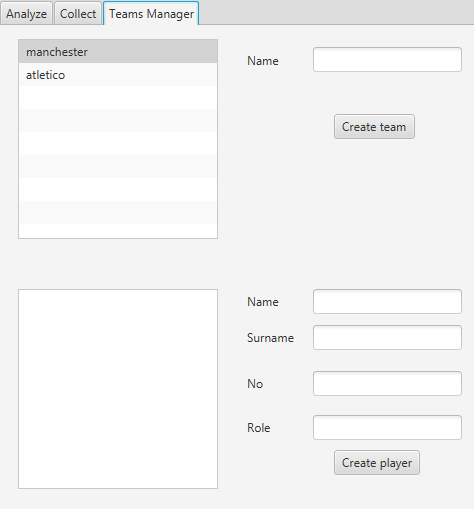 Analyze Collect Teams Manager
manchester
atletico
Name
Create team
Name
Surname
No
Role
Create player